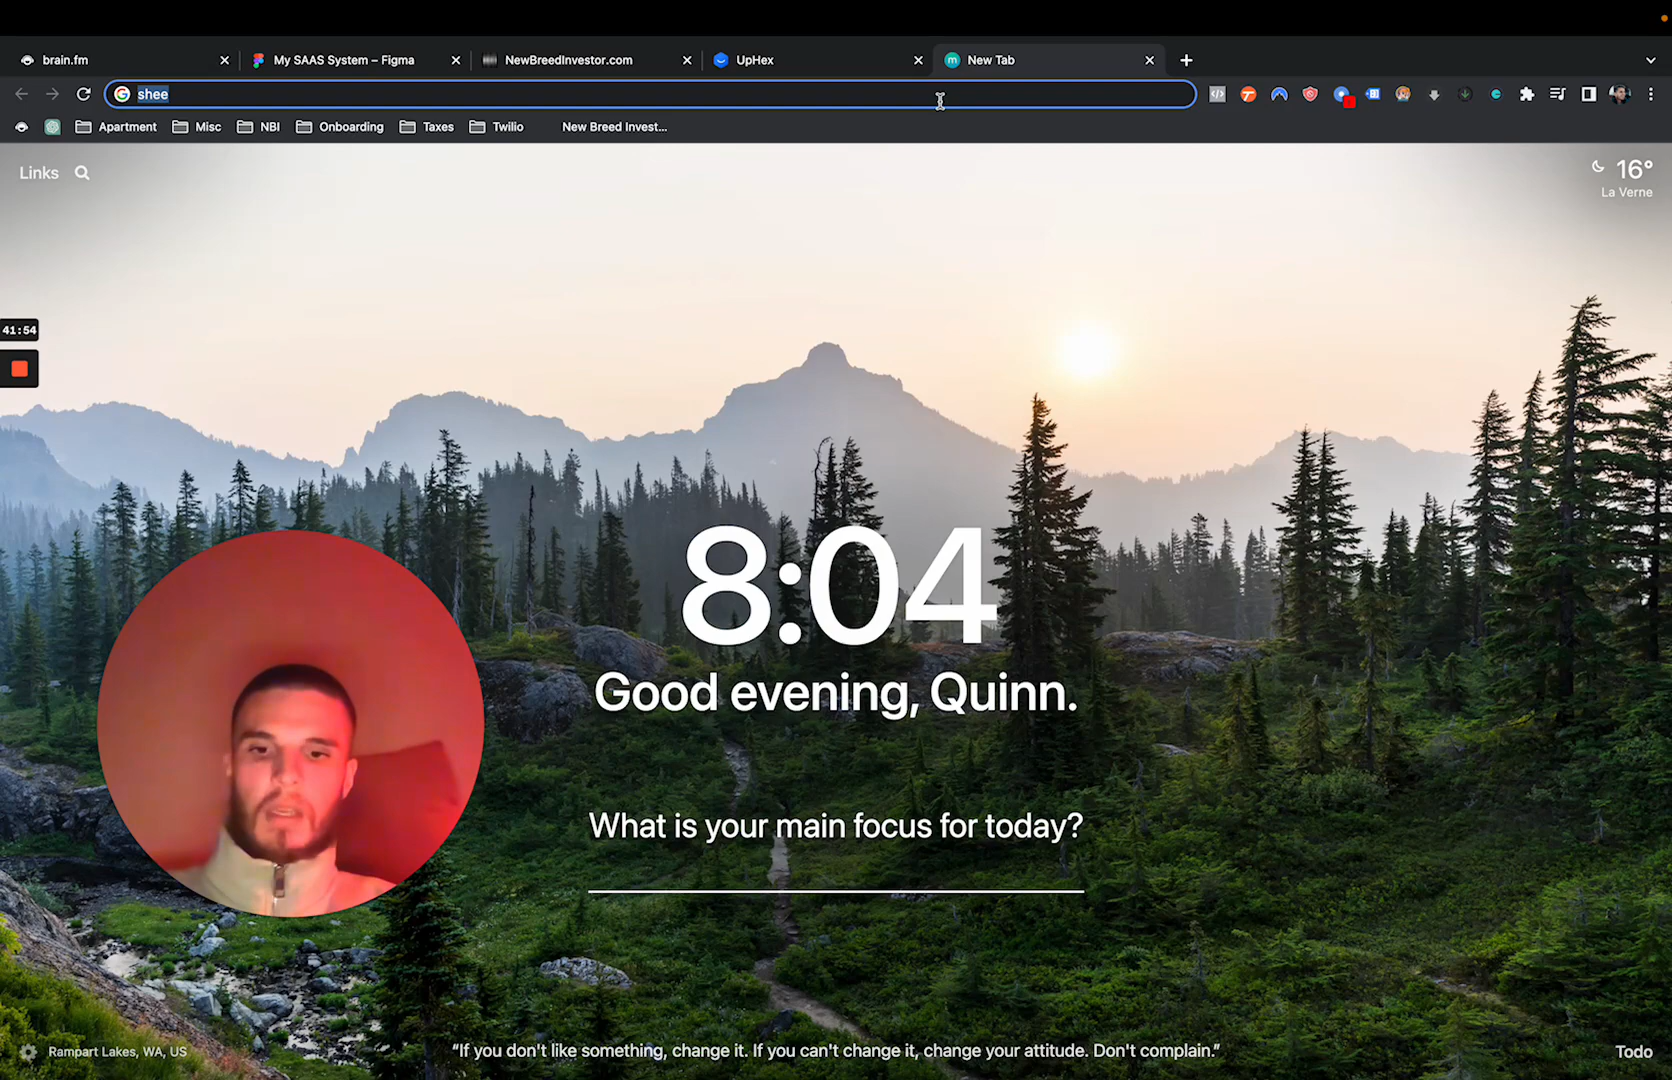 brain.fm
My SAAS System – Figma
NewBreedInvestor.com
UpHex
New Tab
shee
Apartment
Misc
NBI
Onboarding
Taxes
Twilio
New Breed Invest...
Links
16°
La Verne
41:54
8:04
Good evening, Quinn.
What is your main focus for today?
Rampart Lakes, WA, US
“If you don't like something, change it. If you can't change it, change your attitude. Don't complain.”
Todo